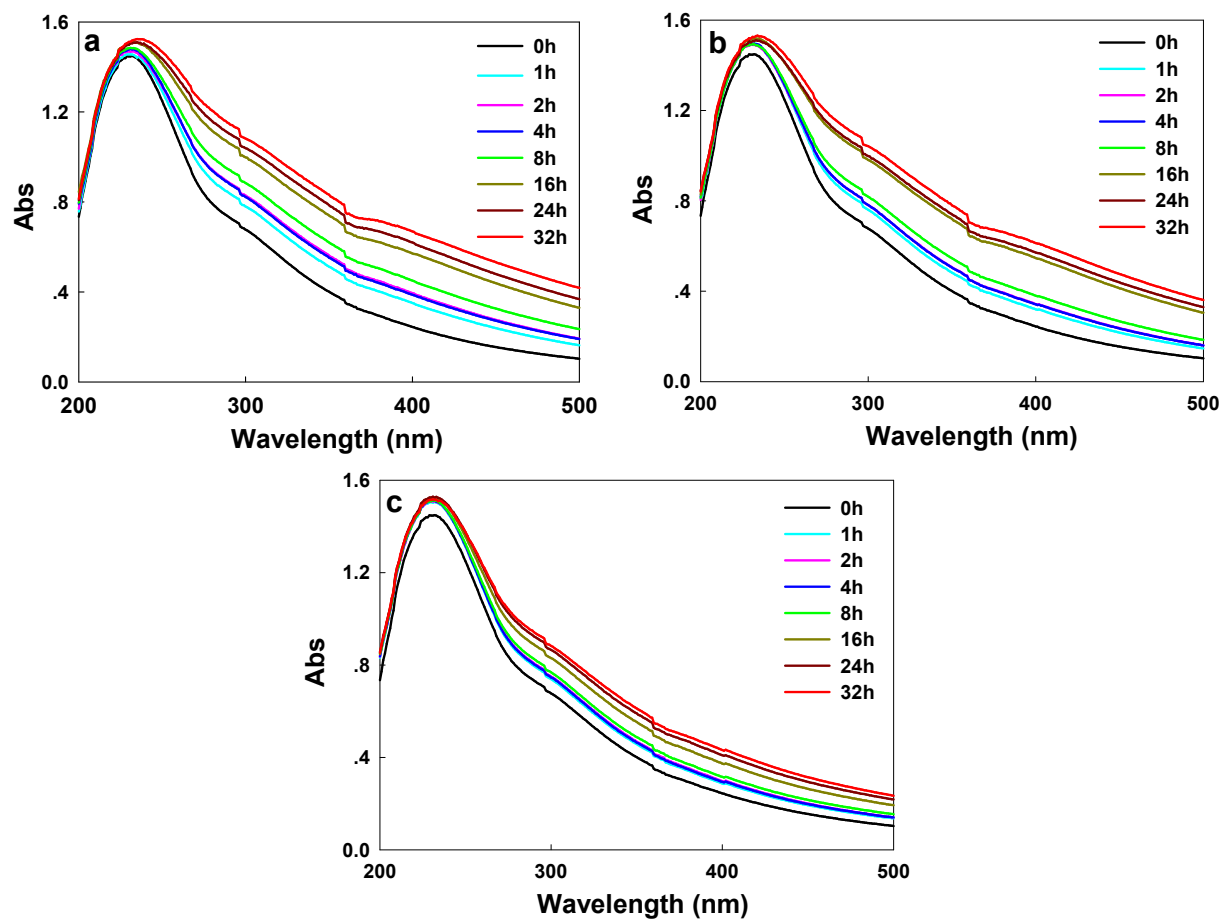 a
1.6
1.2
.8
.4
0.0
Abs
200
300
400
500
Wavelength (nm)
0h
1h
2h
4h
8h
16h
24h
32h
b
1.6
1.2
.8
.4
0.0
Abs
200
300
400
500
Wavelength (nm)
0h
1h
2h
4h
8h
16h
24h
32h
c
1.6
1.2
.8
.4
0.0
Abs
200
300
400
500
Wavelength (nm)
0h
1h
2h
4h
8h
16h
24h
32h